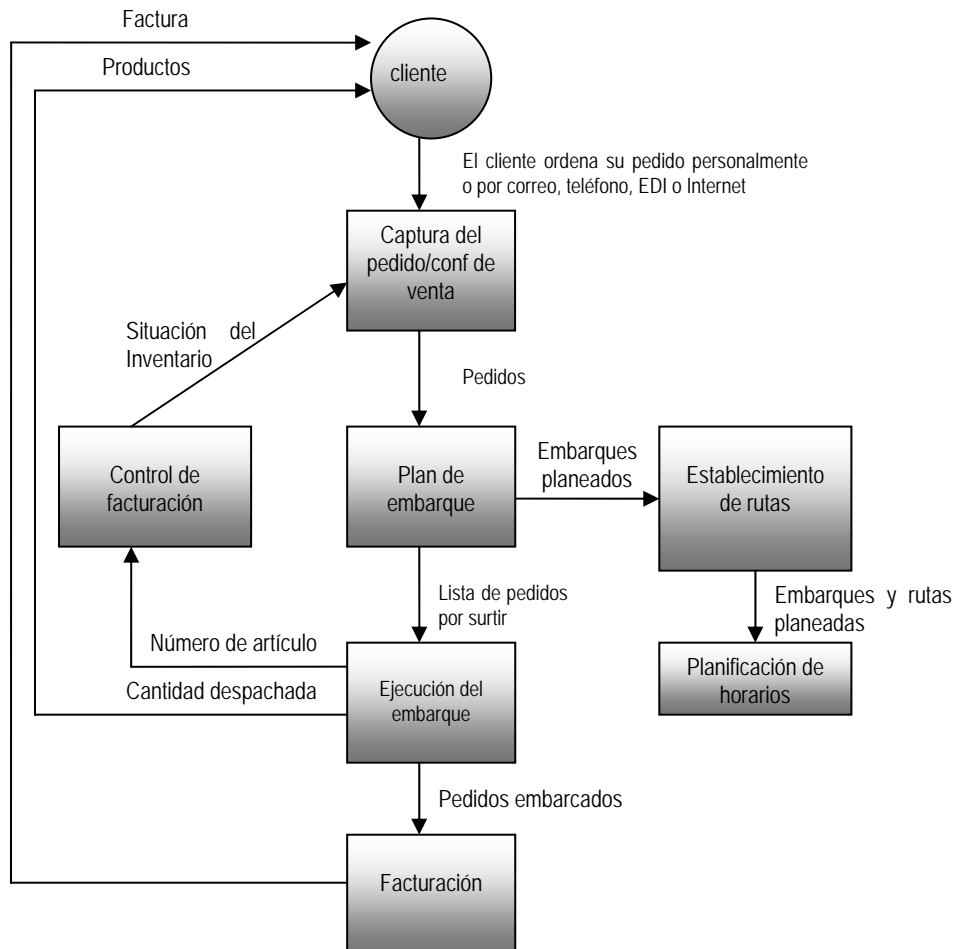 Factura
Productos
cliente
El cliente ordena su pedido personalmente
o por correo, teléfono, EDI o Internet
Captura del
pedido/conf de
venta
Situación del
Inventario
Pedidos
Control de
facturación
Plan de
embarque
Embarques
planeados
Establecimiento
de rutas
Lista de pedidos
por surtir
Embarques y rutas
planeadas
Número de artículo
Cantidad despachada
Ejecución del
embarque
Planificación de
horarios
Pedidos embarcados
Facturación